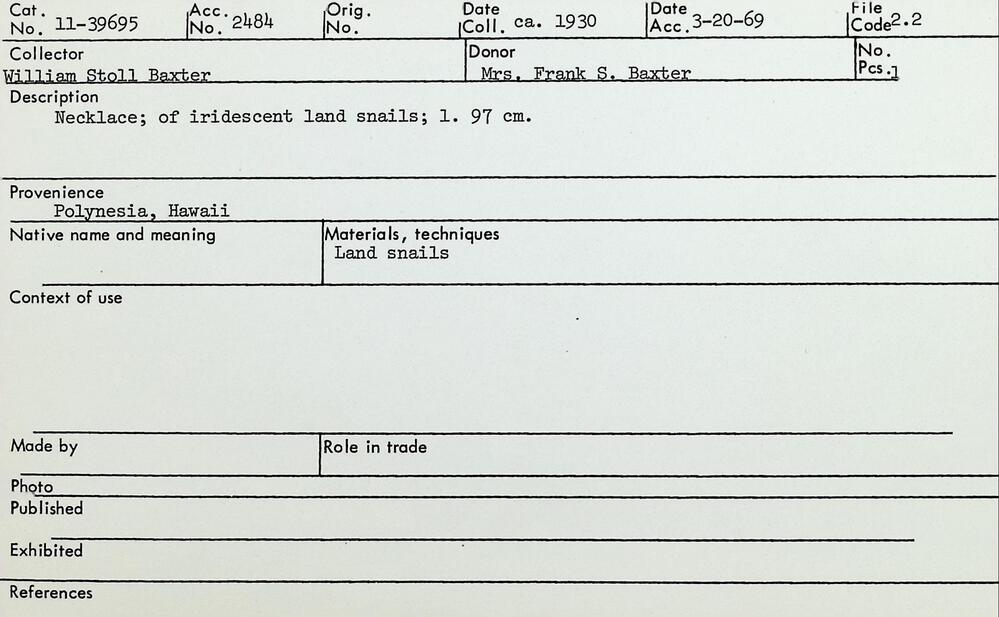 Cat. No. 11-39695 Acc. No. 2484 Orig. No. Date Coll. ca. 1930 Date Acc. 3-20-69 File Code 2.2
Collector Donor No. Pcs. 1
William Stoll Baxter Mrs. Frank S. Baxter
Description
Necklace; of iridescent land snails; l. 97 cm.
Provenience
Polynesia, Hawaii
Native name and meaning Materials, techniques
Land snails
Context of use
Made by Role in trade
Photo
Published
Exhibited
References